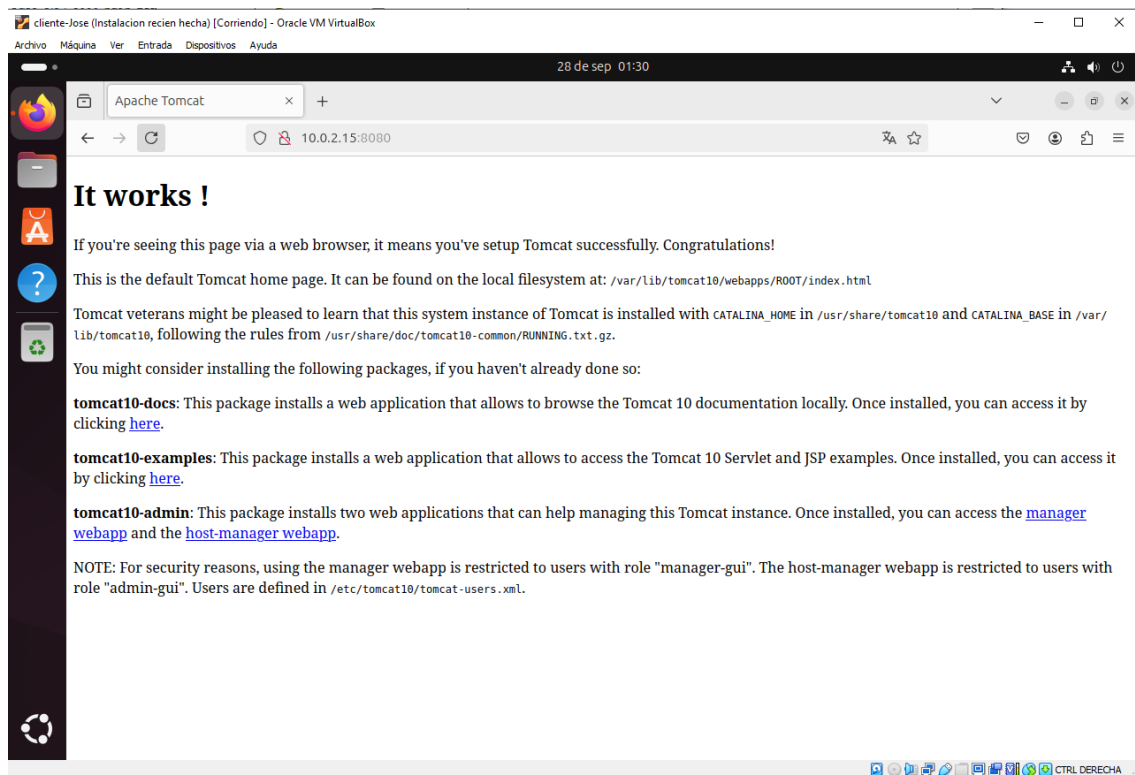 cliente-Jose (Instalacion recien hecha) [Corriendo] - Oracle VM VirtualBox
Archivo Máquina Ver Entrada Dispositivos Ayuda
28 de sep 01:30
Apache Tomcat
10.0.2.15:8080
It works !
If you're seeing this page via a web browser, it means you've setup Tomcat successfully. Congratulations!
This is the default Tomcat home page. It can be found on the local filesystem at: /var/lib/tomcat10/webapps/ROOT/index.html
Tomcat veterans might be pleased to learn that this system instance of Tomcat is installed with CATALINA_HOME in /usr/share/tomcat10 and CATALINA_BASE in /var/
lib/tomcat10, following the rules from /usr/share/doc/tomcat10-common/RUNNING.txt.gz.
You might consider installing the following packages, if you haven't already done so:
tomcat10-docs: This package installs a web application that allows to browse the Tomcat 10 documentation locally. Once installed, you can access it by
clicking here.
tomcat10-examples: This package installs a web application that allows to access the Tomcat 10 Servlet and JSP examples. Once installed, you can access it
by clicking here.
tomcat10-admin: This package installs two web applications that can help managing this Tomcat instance. Once installed, you can access the manager
webapp and the host-manager webapp.
NOTE: For security reasons, using the manager webapp is restricted to users with role "manager-gui". The host-manager webapp is restricted to users with
role "admin-gui". Users are defined in /etc/tomcat10/tomcat-users.xml.
CTRL DERECHA